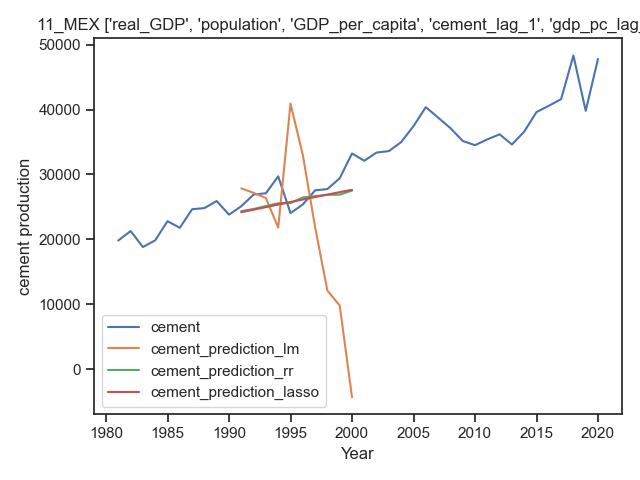 11_MEX ['real_GDP', 'population', 'GDP_per_capita', 'cement_lag_1', 'gdp_pc_lag_
50000
40000
30000
20000
10000
0
cement production
cement
cement_prediction_lm
cement_prediction_rr
cement_prediction_lasso
1980 1985 1990 1995 2000 2005 2010 2015 2020
Year